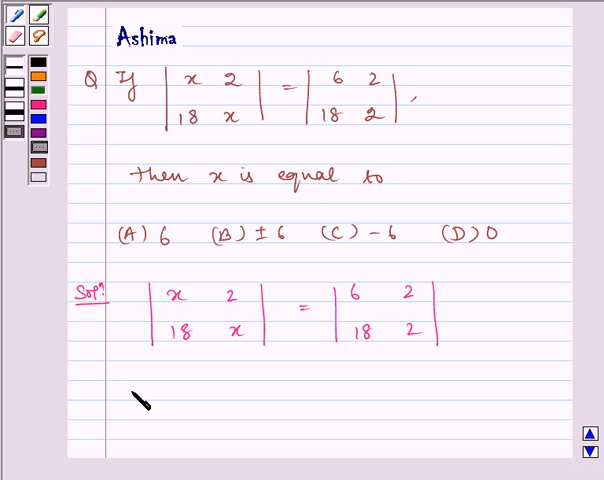 Ashima
Q If | x 2 | = | 6 2 | ,
| 18 x | | 18 2 |
then x is equal to
(A) 6 (B) ± 6 (C) - 6 (D) 0
Solⁿ: | x 2 | = | 6 2 |
| 18 x | | 18 2 |